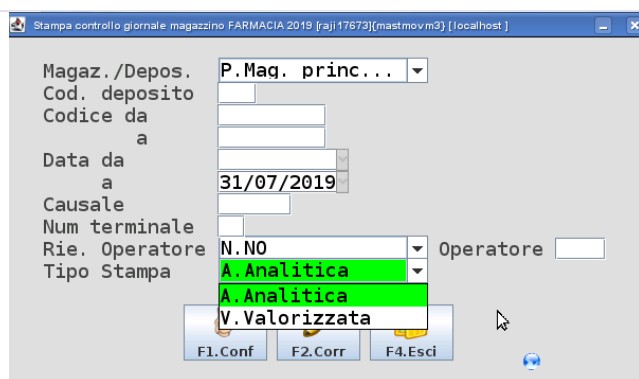 Stampa controllo giornale magazzino FARMACIA 2019 [raji17673]{mastmovm3} [localhost ]
Magaz./Depos. P.Mag. princ...
Cod. deposito
Codice da
a
Data da
a 31/07/2019
Causale
Num terminale
Rie. Operatore N.NO Operatore
Tipo Stampa A.Analitica
A.Analitica
V.Valorizzata
F1.Conf F2.Corr F4.Esci